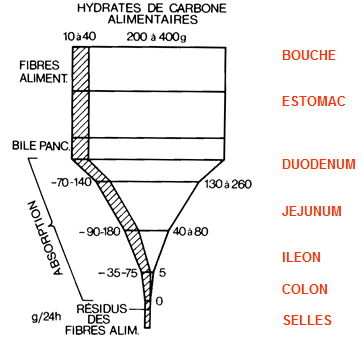 HYDRATES DE CARBONE
ALIMENTAIRES
10 à 40 200 à 400g
BOUCHE
FIBRES
ALIMENT.
ESTOMAC
BILE PANC.
DUODENUM
-70-140 130 à 260
JEJUNUM
ABSORPTION
-90-180 40 à 80
ILEON
-35-75 5
COLON
0
RÉSIDUS
DES
FIBRES ALIM.
g/24h
SELLES